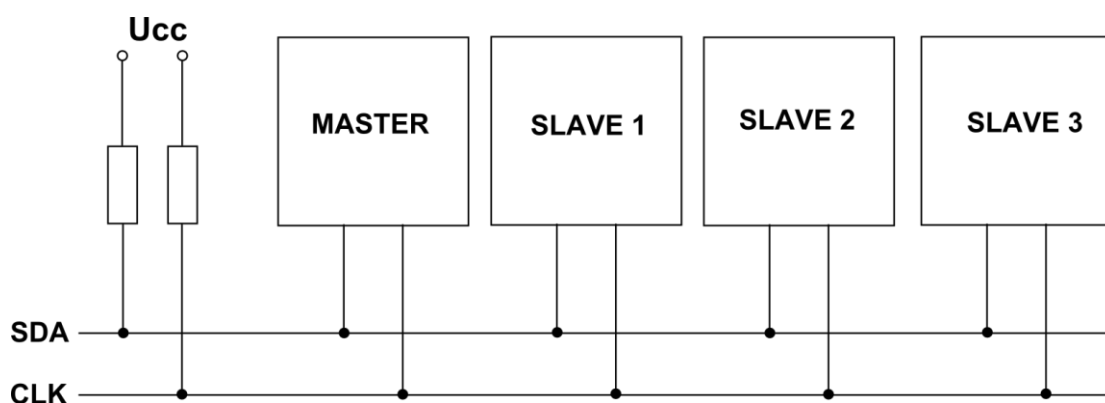 Ucc
MASTER
SLAVE 1
SLAVE 2
SLAVE 3
SDA
CLK